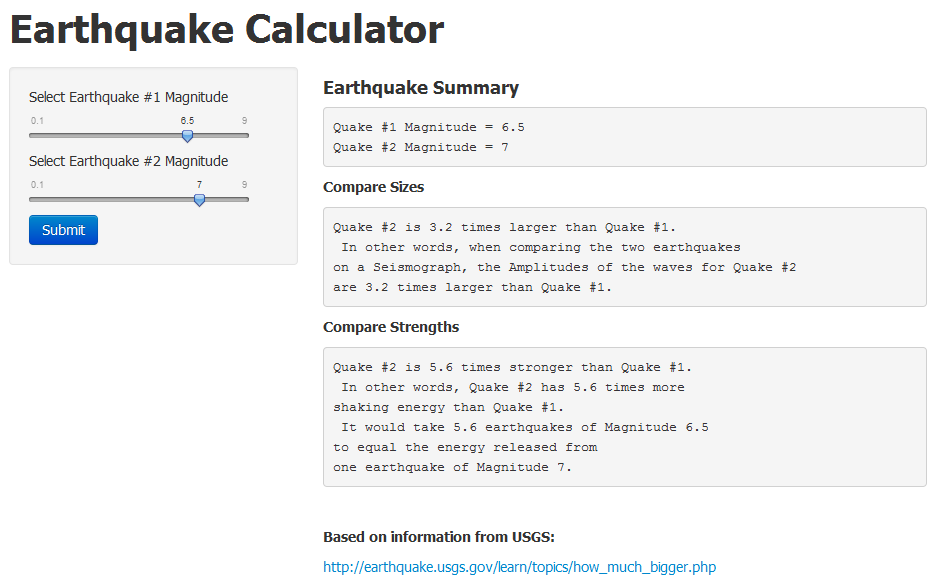 Earthquake Calculator
Select Earthquake #1 Magnitude
0.1 6.5 9
Select Earthquake #2 Magnitude
0.1 7 9
Submit
Earthquake Summary
Quake #1 Magnitude = 6.5
Quake #2 Magnitude = 7
Compare Sizes
Quake #2 is 3.2 times larger than Quake #1.
In other words, when comparing the two earthquakes
on a Seismograph, the Amplitudes of the waves for Quake #2
are 3.2 times larger than Quake #1.
Compare Strengths
Quake #2 is 5.6 times stronger than Quake #1.
In other words, Quake #2 has 5.6 times more
shaking energy than Quake #1.
It would take 5.6 earthquakes of Magnitude 6.5
to equal the energy released from
one earthquake of Magnitude 7.
Based on information from USGS:
http://earthquake.usgs.gov/learn/topics/how_much_bigger.php